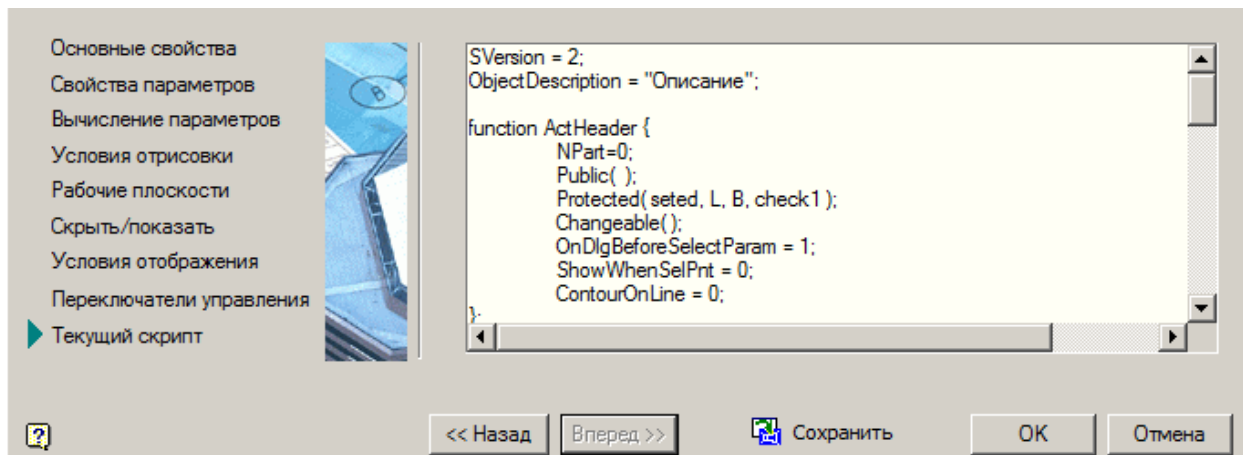 Основные свойства
Свойства параметров
Вычисление параметров
Условия отрисовки
Рабочие плоскости
Скрыть/показать
Условия отображения
Переключатели управления
Текущий скрипт
B
SVersion = 2;
ObjectDescription = "Описание";
function ActHeader {
NPart=0;
Public( );
Protected( seted, L, B, check1 );
Changeable( );
OnDlgBeforeSelectParam = 1;
ShowWhenSelPnt = 0;
ContourOnLine = 0;
};
<< Назад
Вперед >>
Сохранить
OK
Отмена